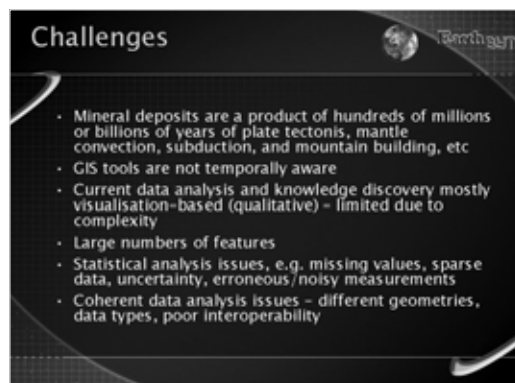 Challenges
Earth
• Mineral deposits are a product of hundreds of millions
or billions of years of plate tectonis, mantle
convection, subduction, and mountain building, etc
• GIS tools are not temporally aware
• Current data analysis and knowledge discovery mostly
visualisation-based (qualitative) – limited due to
complexity
• Large numbers of features
• Statistical analysis issues, e.g. missing values, sparse
data, uncertainty, erroneous/noisy measurements
• Coherent data analysis issues – different geometries,
data types, poor interoperability